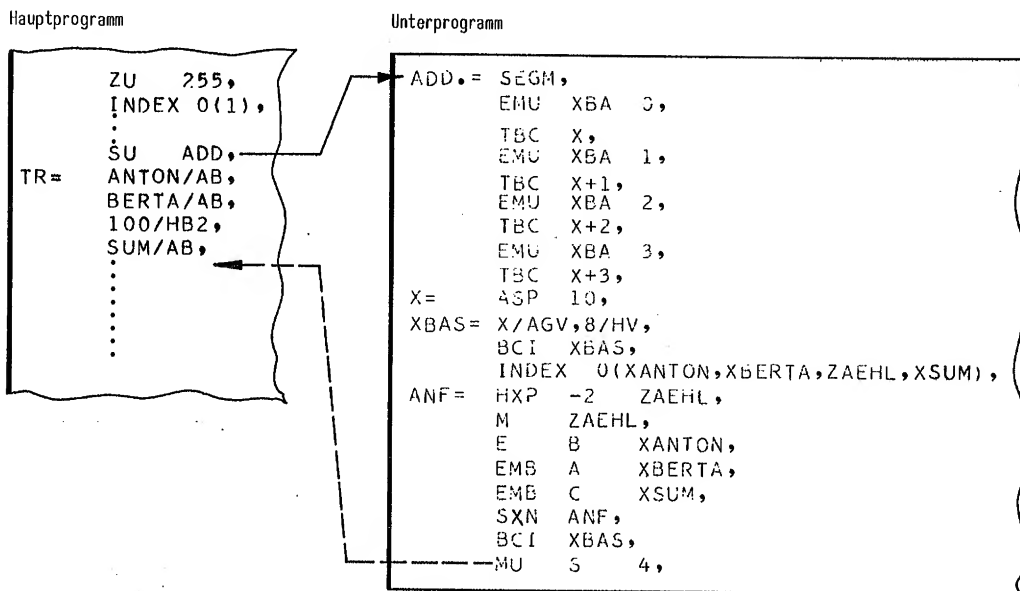 Hauptprogramm
ZU 255,
INDEX 0(1),
SU ADD,
TR= ANTON/AB,
BERTA/AB,
100/HB2,
SUM/AB,
Unterprogramm
ADD.= SEGM,
EMU XBA 0,
TBC X,
EMU XBA 1,
TBC X+1,
EMU XBA 2,
TBC X+2,
EMU XBA 3,
TBC X+3,
X= ASP 10,
XBAS= X/AGV,8/HV,
BCI XBAS,
INDEX 0(XANTON,XBERTA,ZAEHL,XSUM),
ANF= HXP -2 ZAEHL,
M ZAEHL,
E B XANTON,
EMB A XBERTA,
EMB C XSUM,
SXN ANF,
BCI XBAS,
MU S 4,